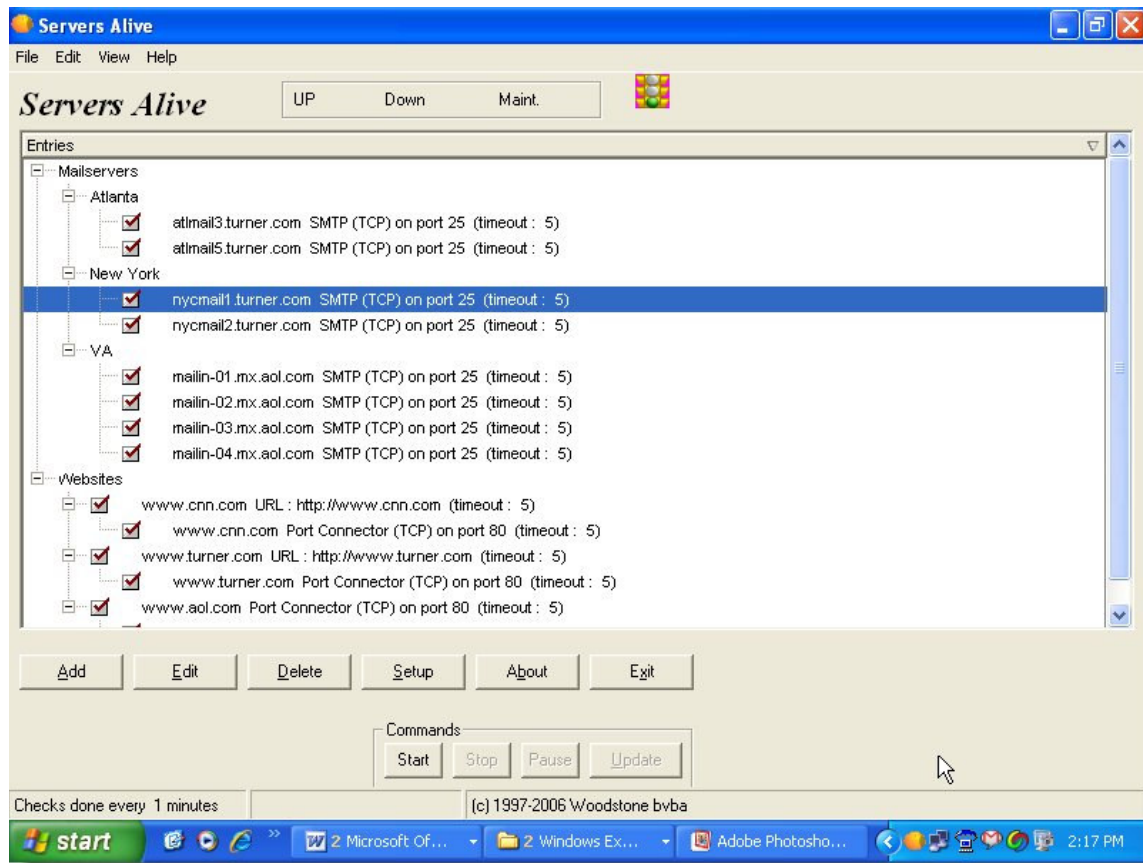 Servers Alive
File Edit View Help
Servers Alive
UP Down Maint.
Entries
Mailservers
Atlanta
atlmail3.turner.com SMTP (TCP) on port 25 (timeout : 5)
atlmail5.turner.com SMTP (TCP) on port 25 (timeout : 5)
New York
nycmail1.turner.com SMTP (TCP) on port 25 (timeout : 5)
nycmail2.turner.com SMTP (TCP) on port 25 (timeout : 5)
VA
mailin-01.mx.aol.com SMTP (TCP) on port 25 (timeout : 5)
mailin-02.mx.aol.com SMTP (TCP) on port 25 (timeout : 5)
mailin-03.mx.aol.com SMTP (TCP) on port 25 (timeout : 5)
mailin-04.mx.aol.com SMTP (TCP) on port 25 (timeout : 5)
Websites
www.cnn.com URL : http://www.cnn.com (timeout : 5)
www.cnn.com Port Connector (TCP) on port 80 (timeout : 5)
www.turner.com URL : http://www.turner.com (timeout : 5)
www.turner.com Port Connector (TCP) on port 80 (timeout : 5)
www.aol.com Port Connector (TCP) on port 80 (timeout : 5)
Add Edit Delete Setup About Exit
Commands
Start Stop Pause Update
Checks done every 1 minutes (c) 1997-2006 Woodstone bvba
start 2 Microsoft Of... 2 Windows Ex... Adobe Photosho... 2:17 PM